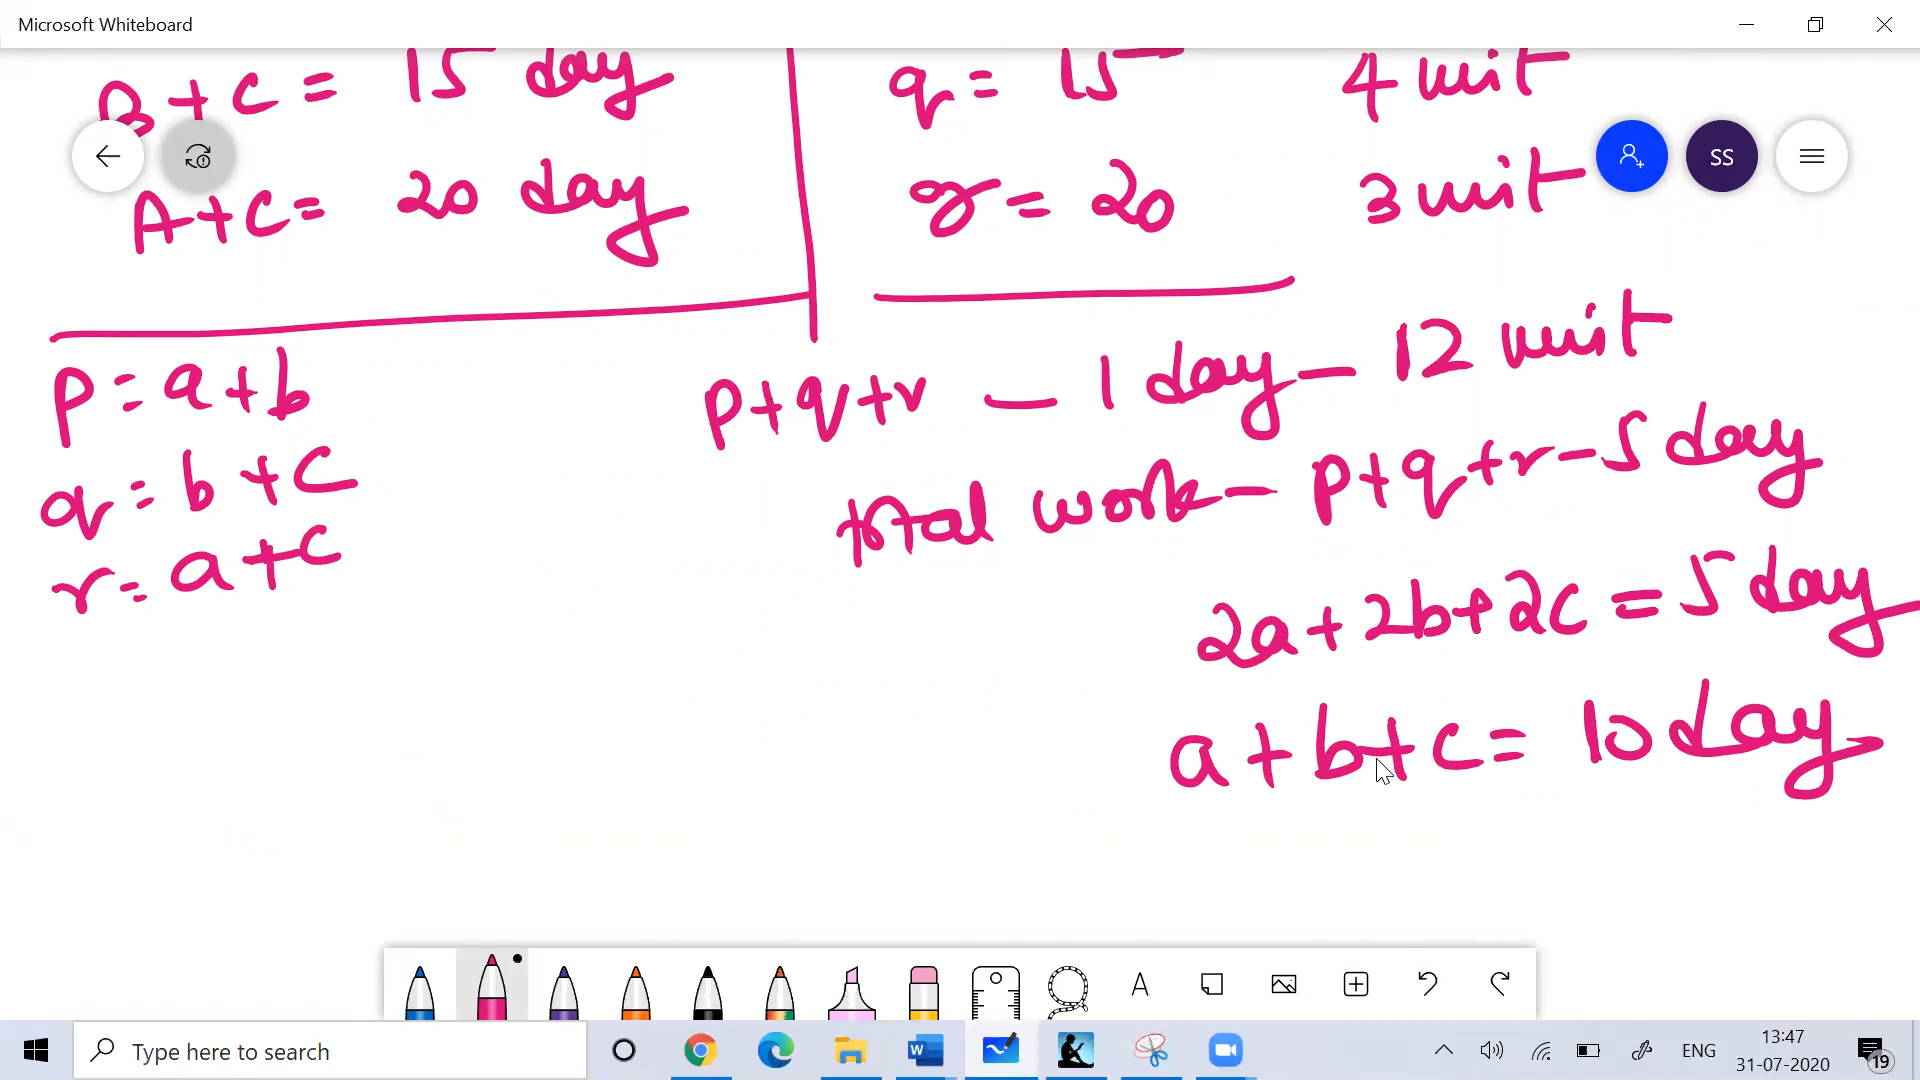 Microsoft Whiteboard
B + C = 15 day
q = 15
4 unit
A + C = 20 day
r = 20
3 unit
SS
p = a + b
q = b + c
r = a + c
p + q + r — 1 day — 12 unit
total work — p + q + r — 5 day
2a + 2b + 2c = 5 day
a + b + c = 10 day
A
Type here to search
W
ENG
13:47
31-07-2020
19